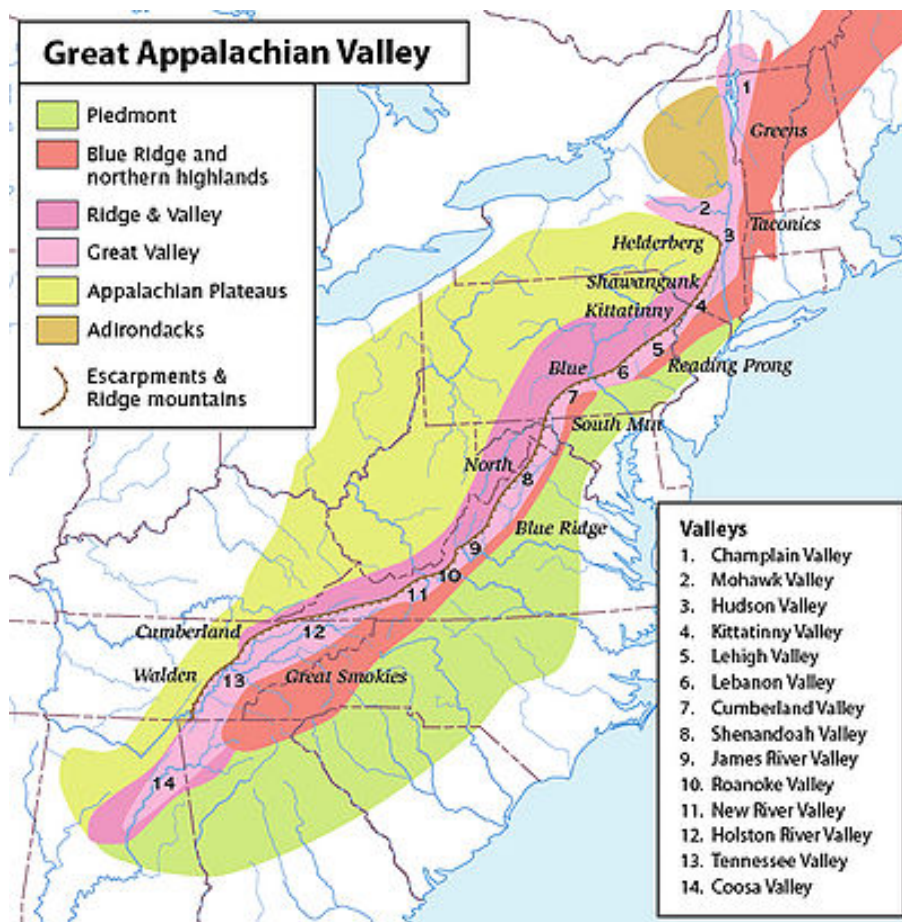 Great Appalachian Valley
Piedmont
Blue Ridge and
northern highlands
Ridge & Valley
Great Valley
Appalachian Plateaus
Adirondacks
Escarpments &
Ridge mountains
1
Greens
2
Taconics
3
Helderberg
Shawangunk
Kittatinny
4
5
Reading Prong
Blue
6
7
South Mtn
North
8
Blue Ridge
9
10
11
Cumberland
12
Walden
13
Great Smokies
14
Valleys
1. Champlain Valley
2. Mohawk Valley
3. Hudson Valley
4. Kittatinny Valley
5. Lehigh Valley
6. Lebanon Valley
7. Cumberland Valley
8. Shenandoah Valley
9. James River Valley
10. Roanoke Valley
11. New River Valley
12. Holston River Valley
13. Tennessee Valley
14. Coosa Valley